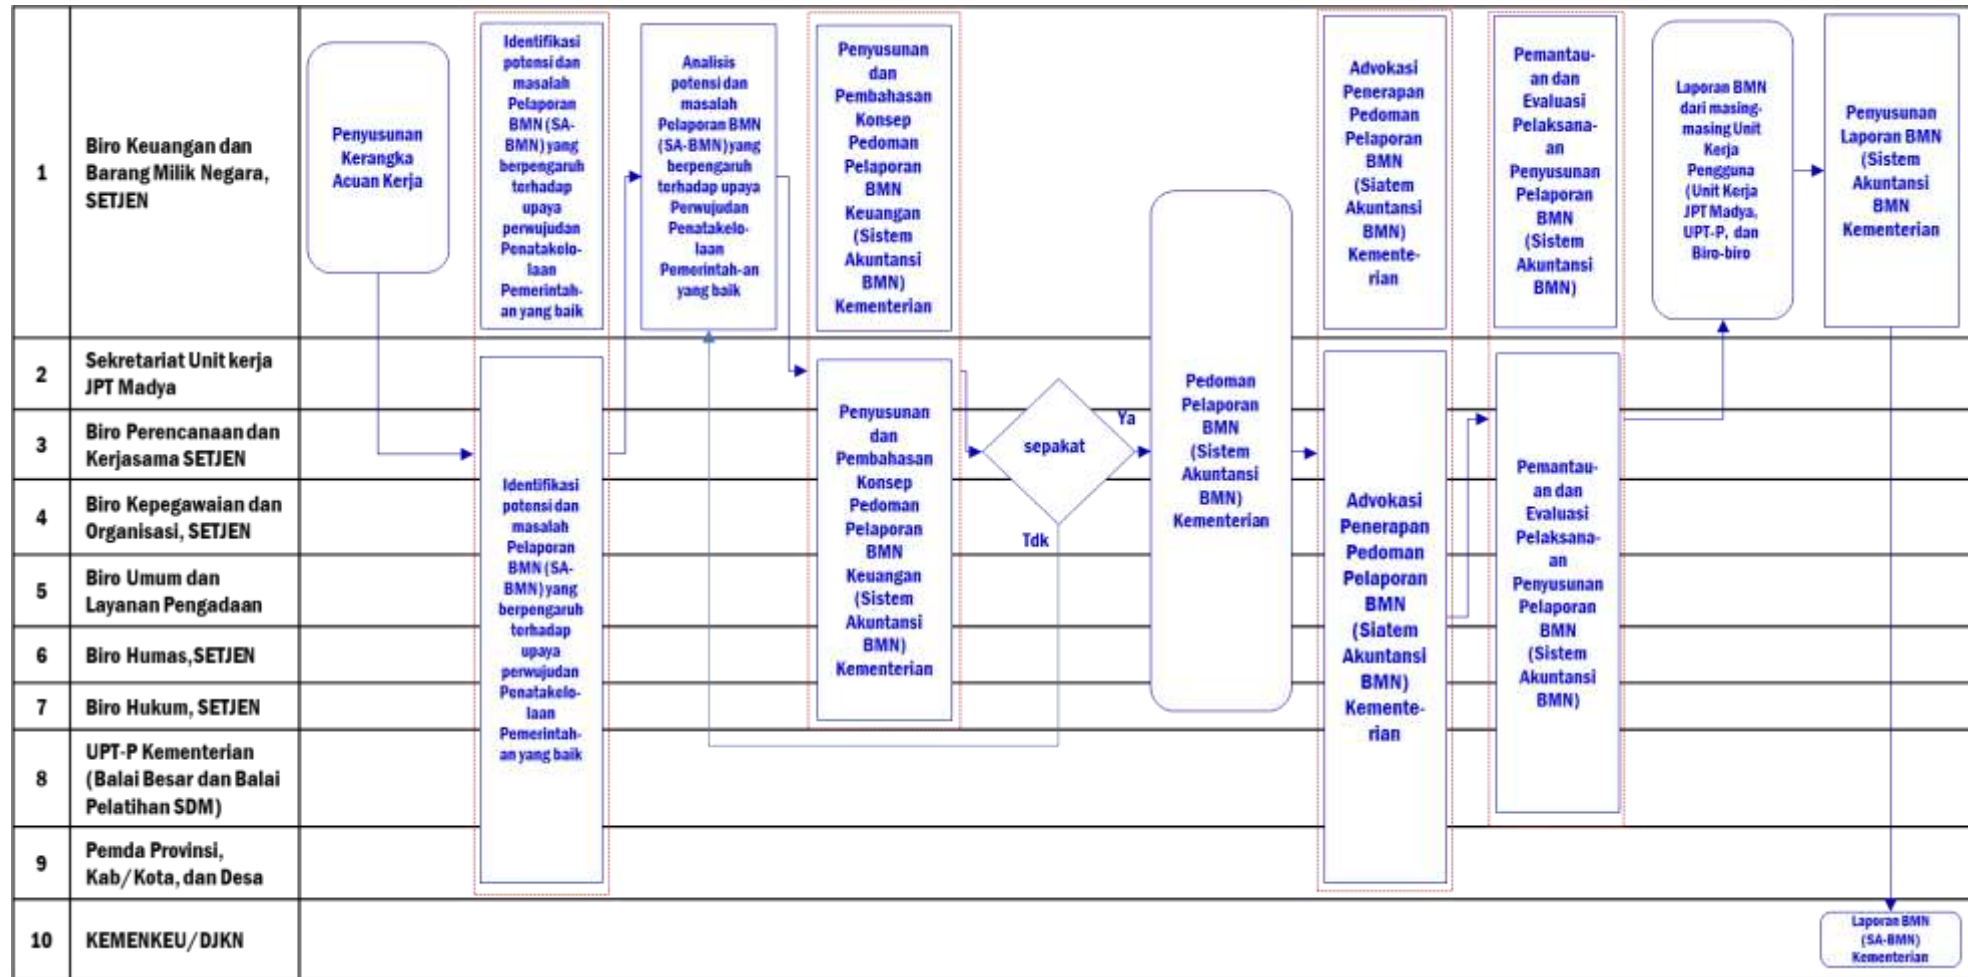 1
Biro Keuangan dan
Barang Milik Negara,
SETJEN
Penyusunan
Kerangka
Acuan Kerja
Identifikasi
potensi dan
masalah
Pelaporan
BMN (SA-
BMN) yang
berpengaruh
terhadap
upaya
perwujudan
Penatakelo-
laan
Pemerintah-
an yang baik
Analisis
potensi dan
masalah
Pelaporan BMN
(SA-BMN)yang
berpengaruh
terhadap upaya
Perwujudan
Penatakelo-
laan
Pemerintah-an
yang baik
Penyusunan
dan
Pembahasan
Konsep
Pedoman
Pelaporan
BMN
Keuangan
(Sistem
Akuntansi
BMN)
Kementerian
Advokasi
Penerapan
Pedoman
Pelaporan
BMN
(Siatem
Akuntansi
BMN)
Kemente-
rian
Pemantau-
an dan
Evaluasi
Pelaksana-
an
Penyusunan
Pelaporan
BMN
(Sistem
Akuntansi
BMN)
Laporan BMN
dari masing-
masing Unit
Kerja
Pengguna
(Unit Kerja
JPT Madya,
UPT-P, dan
Biro-biro
Penyusunan
Laporan BMN
(Sistem
Akuntansi
BMN
Kementerian
2
Sekretariat Unit kerja
JPT Madya
3
Biro Perencanaan dan
Kerjasama SETJEN
4
Biro Kepegawaian dan
Organisasi, SETJEN
5
Biro Umum dan
Layanan Pengadaan
6
Biro Humas,SETJEN
7
Biro Hukum, SETJEN
8
UPT-P Kementerian
(Balai Besar dan Balai
Pelatihan SDM)
9
Pemda Provinsi,
Kab/Kota, dan Desa
10
KEMENKEU/DJKN
Identifikasi
potensi dan
masalah
Pelaporan
BMN (SA-
BMN) yang
berpengaruh
terhadap
upaya
perwujudan
Penatakelo-
laan
Pemerintah-
an yang baik
Penyusunan
dan
Pembahasan
Konsep
Pedoman
Pelaporan
BMN
Keuangan
(Sistem
Akuntansi
BMN)
Kementerian
sepakat
Ya
Tdk
Pedoman
Pelaporan
BMN
(Sistem
Akuntansi
BMN)
Kementerian
Advokasi
Penerapan
Pedoman
Pelaporan
BMN
(Siatem
Akuntansi
BMN)
Kemente-
rian
Pemantau-
an dan
Evaluasi
Pelaksana-
an
Penyusunan
Pelaporan
BMN
(Sistem
Akuntansi
BMN)
Laporan BMN
(SA-BMN)
Kementerian